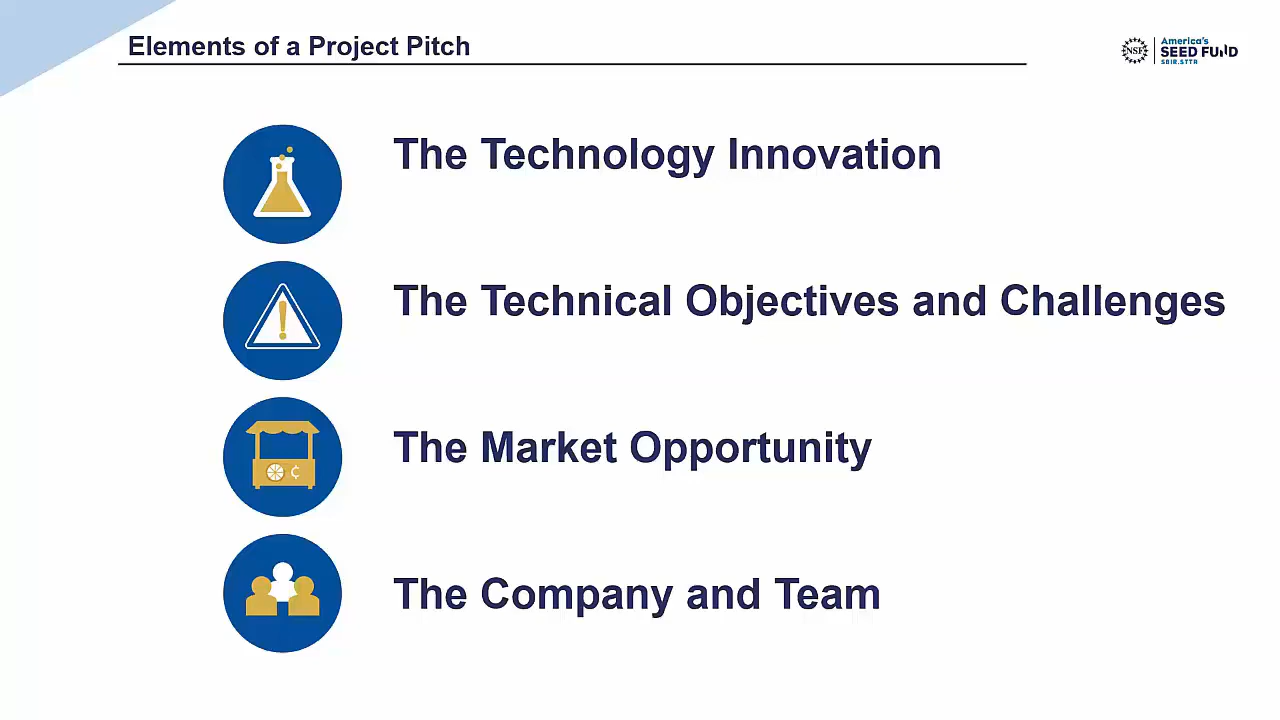 Elements of a Project Pitch
NSF
America's
SEED FUND
SBIR.STTR
The Technology Innovation
The Technical Objectives and Challenges
The Market Opportunity
¢
The Company and Team